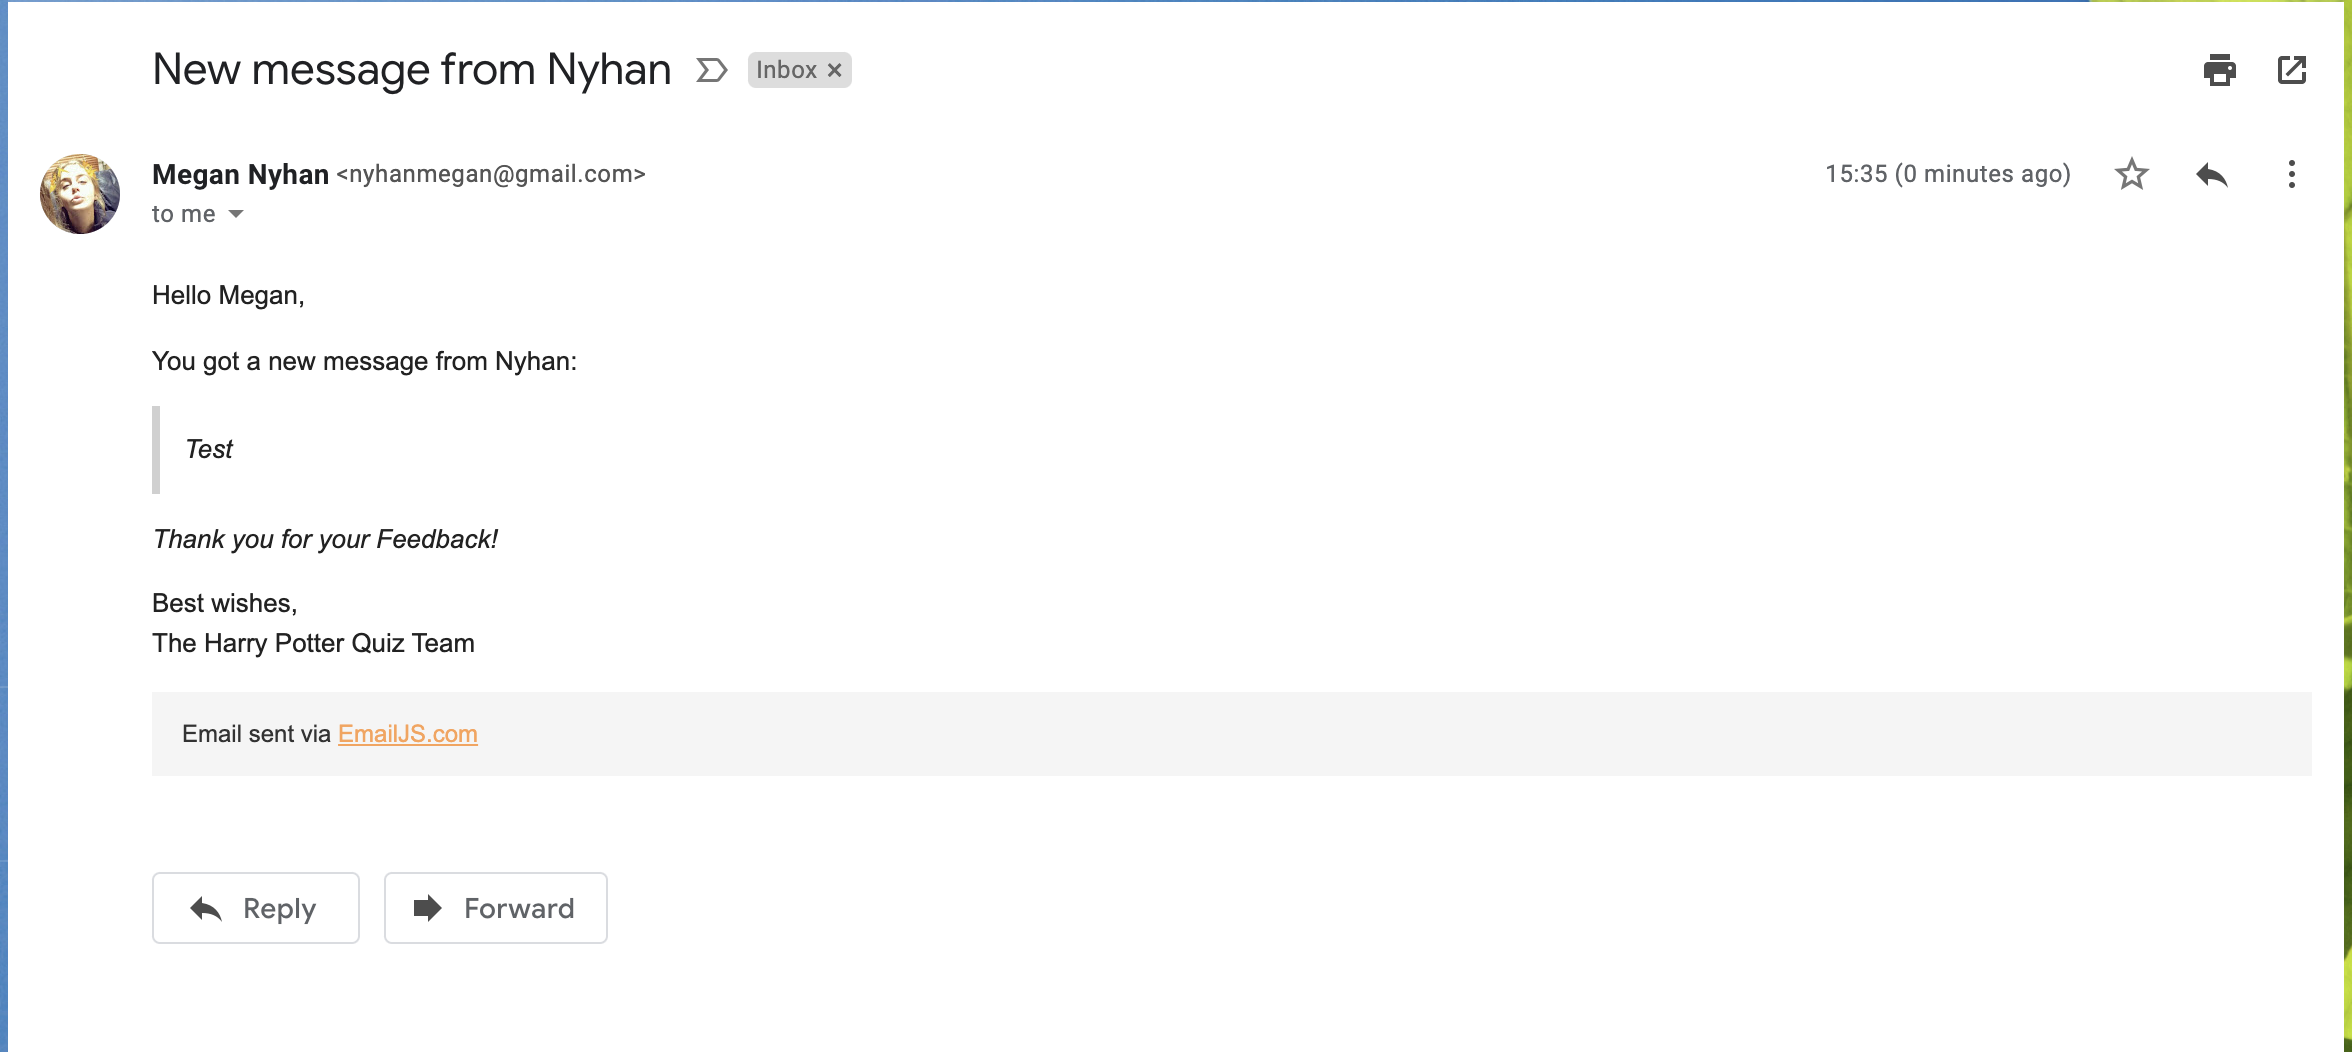 New message from Nyhan Inbox ×
Megan Nyhan <nyhanmegan@gmail.com> 15:35 (0 minutes ago)
to me
Hello Megan,
You got a new message from Nyhan:
Test
Thank you for your Feedback!
Best wishes,
The Harry Potter Quiz Team
Email sent via EmailJS.com
Reply Forward